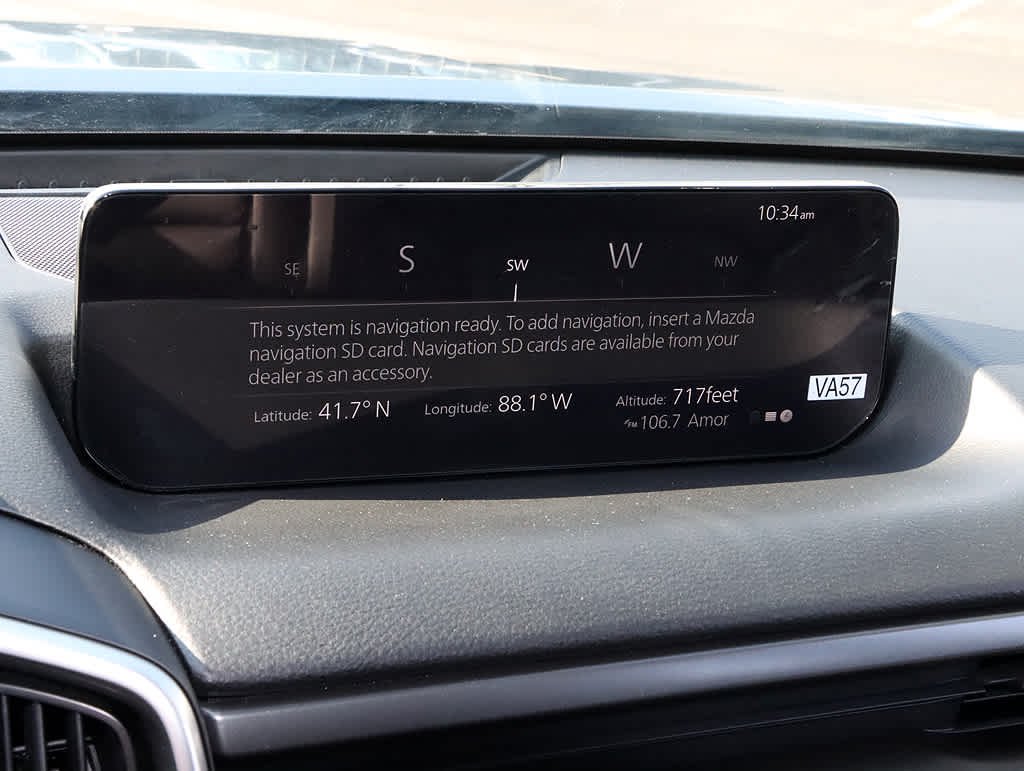 10:34am
SE S SW W NW
This system is navigation ready. To add navigation, insert a Mazda
navigation SD card. Navigation SD cards are available from your
dealer as an accessory.
Latitude: 41.7° N Longitude: 88.1° W Altitude: 717feet
FM 106.7 Amor
VA57